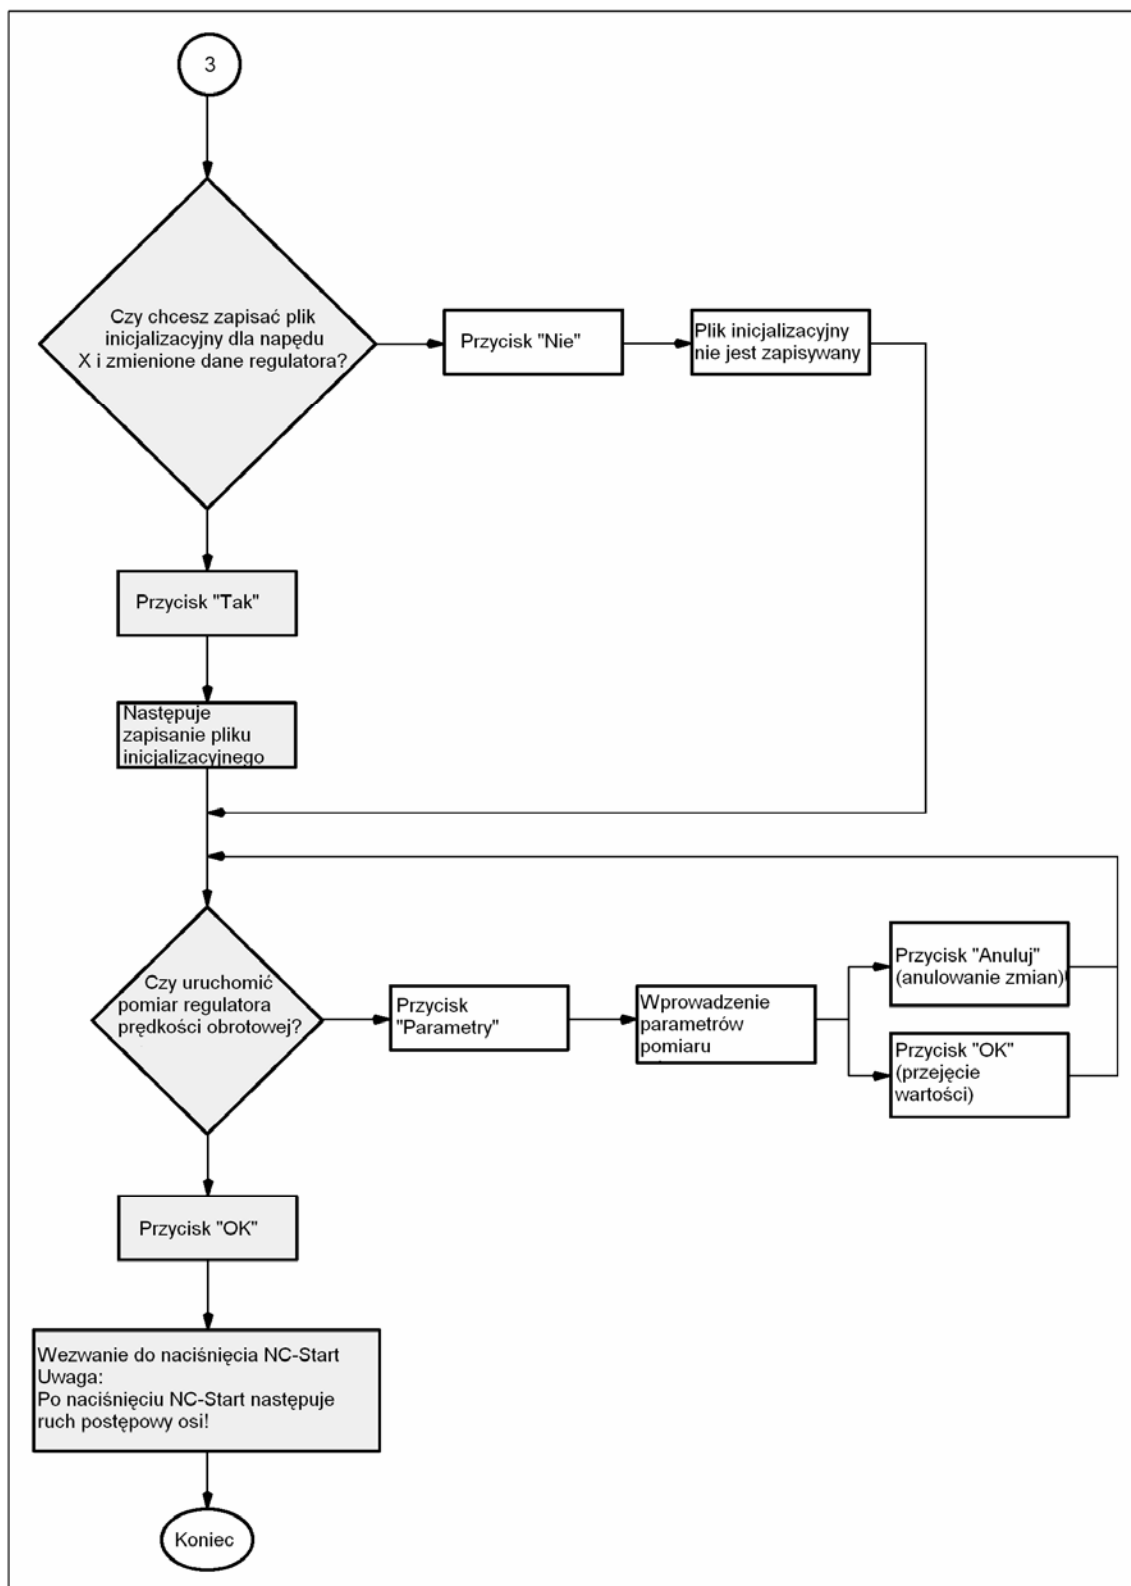 3
Czy chcesz zapisać plik
inicjalizacyjny dla napędu
X i zmienione dane regulatora?
Przycisk "Nie"
Plik inicjalizacyjny
nie jest zapisywany
Przycisk "Tak"
Następuje
zapisanie pliku
inicjalizacyjnego
Czy uruchomić
pomiar regulatora
prędkości obrotowej?
Przycisk
"Parametry"
Wprowadzenie
parametrów
pomiaru
Przycisk "Anuluj"
(anulowanie zmian)
Przycisk "OK"
(przejęcie
wartości)
Przycisk "OK"
Wezwanie do naciśnięcia NC-Start
Uwaga:
Po naciśnięciu NC-Start następuje
ruch postępowy osi!
Koniec